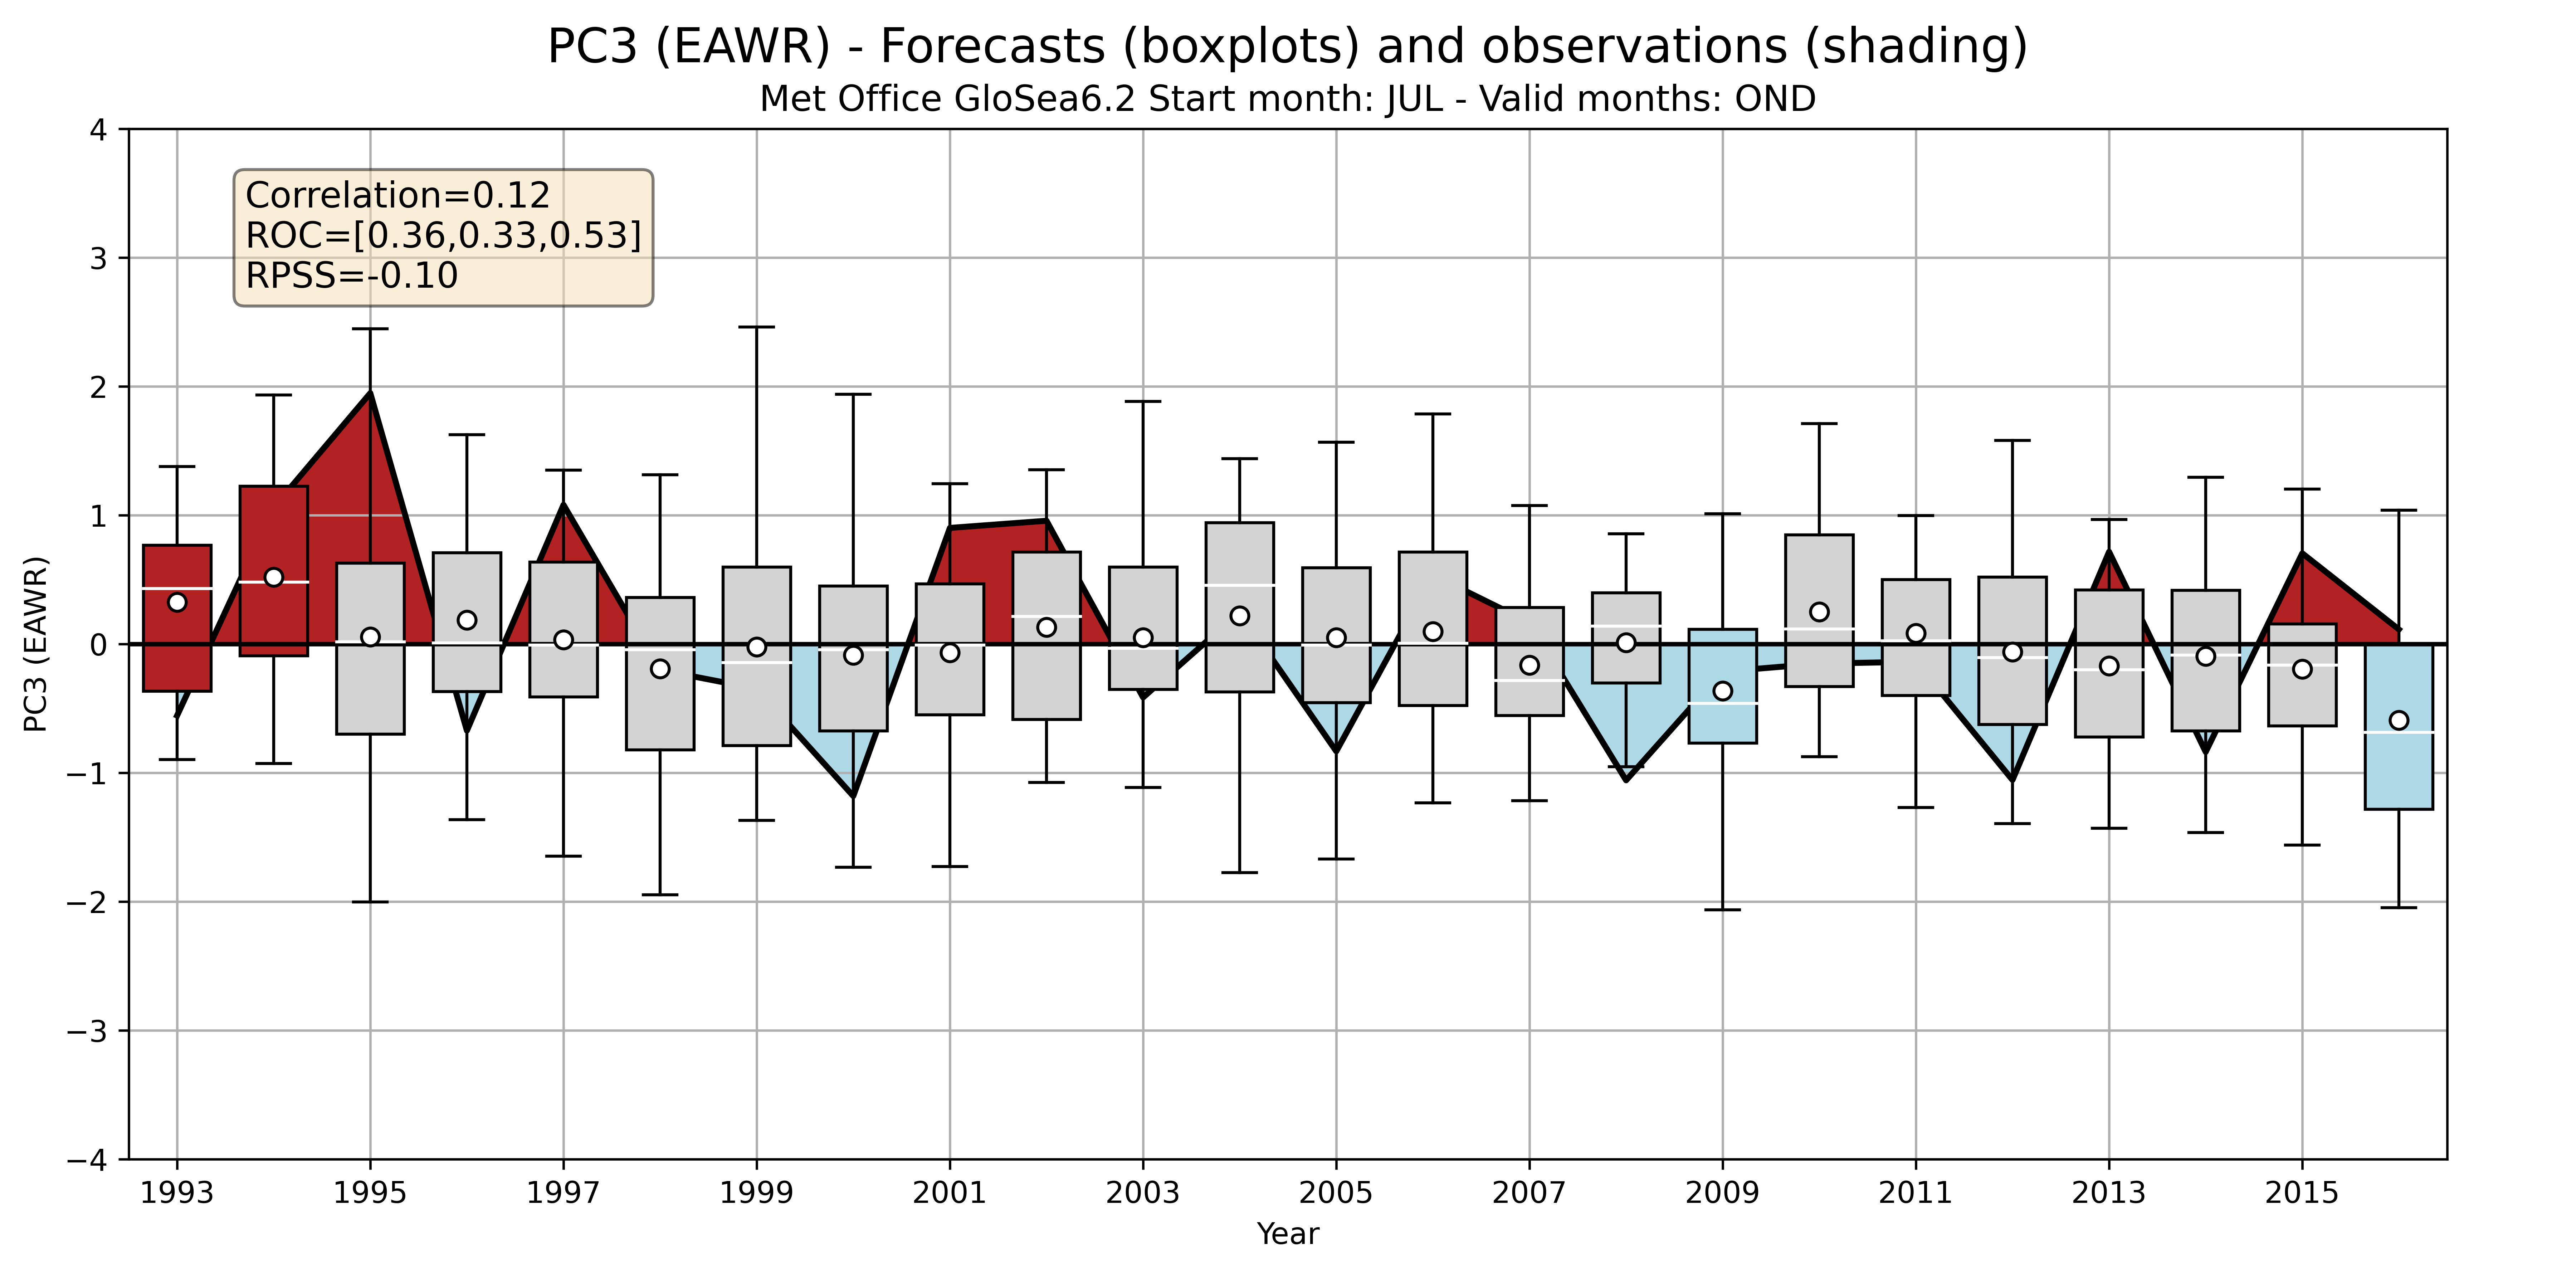 PC3 (EAWR) - Forecasts (boxplots) and observations (shading)
Met Office GloSea6.2 Start month: JUL - Valid months: OND
Correlation=0.12
ROC=[0.36,0.33,0.53]
RPSS=-0.10
PC3 (EAWR)
4
3
2
1
0
−1
−2
−3
−4
1993 1995 1997 1999 2001 2003 2005 2007 2009 2011 2013 2015
Year